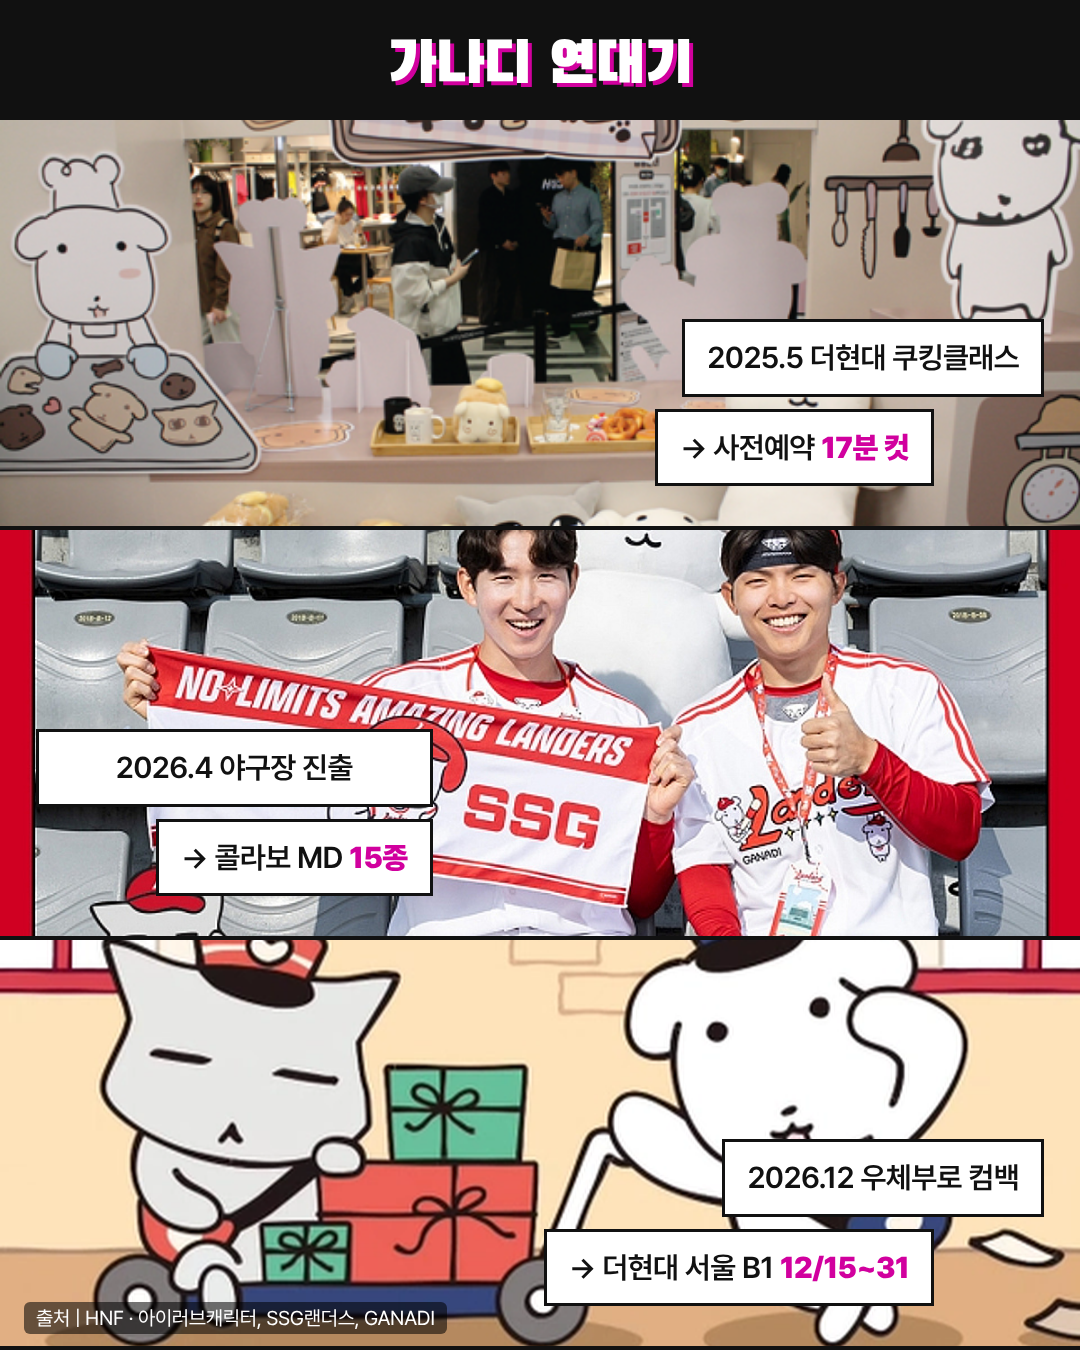 가나디 연대기
2025.5 더현대 쿠킹클래스
→ 사전예약 17분 컷
NO LIMITS AMAZING LANDERS
SSG
Landers
GANADI
2026.4 야구장 진출
→ 콜라보 MD 15종
2026.12 우체부로 컴백
→ 더현대 서울 B1 12/15~31
출처 | HNF · 아이러브캐릭터, SSG랜더스, GANADI